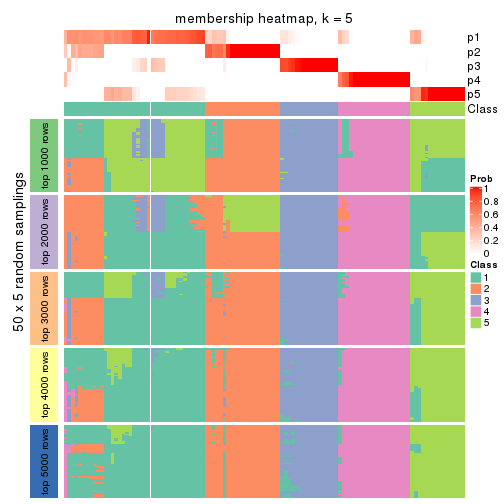 membership heatmap, k = 5
p1
p2
p3
p4
p5
Class
50 x 5 random samplings
top 1000 rows
top 2000 rows
top 3000 rows
top 4000 rows
top 5000 rows
Prob
1
0.8
0.6
0.4
0.2
0
Class
1
2
3
4
5